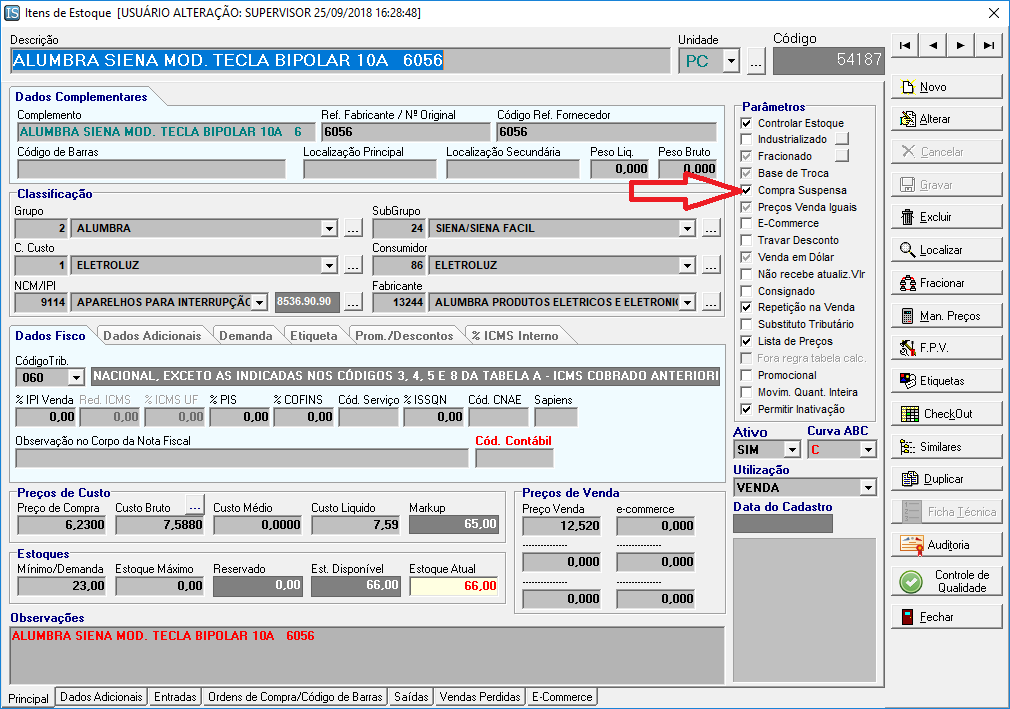 IS Itens de Estoque [USUÁRIO ALTERAÇÃO: SUPERVISOR 25/09/2018 16:28:48]
Descrição Unidade Código
ALUMBRA SIENA MOD. TECLA BIPOLAR 10A 6056 PC ... 54187
Dados Complementares
Complemento Ref. Fabricante / Nº Original Código Ref. Fornecedor
ALUMBRA SIENA MOD. TECLA BIPOLAR 10A 6 6056 6056
Código de Barras Localização Principal Localização Secundária Peso Liq. Peso Bruto
0,000 0,000
Classificação
Grupo SubGrupo
2 ALUMBRA ... 24 SIENA/SIENA FACIL ...
C. Custo Consumidor
1 ELETROLUZ ... 86 ELETROLUZ ...
NCM/IPI Fabricante
9114 APARELHOS PARA INTERRUPÇÃO 8536.90.90 ... 13244 ALUMBRA PRODUTOS ELETRICOS E ELETRONIC ...
Dados Fisco Dados Adicionais Demanda Etiqueta Prom./Descontos % ICMS Interno
CódigoTrib.
060 NACIONAL, EXCETO AS INDICADAS NOS CÓDIGOS 3, 4, 5 E 8 DA TABELA A - ICMS COBRADO ANTERIORI
% IPI Venda Red. ICMS % ICMS UF % PIS % COFINS Cód. Serviço % ISSQN Cód. CNAE Sapiens
0,00 0,00 0,00 0,00 0,00 0,00
Observação no Corpo da Nota Fiscal Cód. Contábil
Preços de Custo
Preço de Compra Custo Bruto ... Custo Médio Custo Liquido Markup
6,2300 7,5880 0,0000 7,59 65,00
Estoques
Mínimo/Demanda Estoque Máximo Reservado Est. Disponível Estoque Atual
23,00 0,00 0,00 66,00 66,00
Preços de Venda
Preço Venda e-commerce
12,520 0,000
--------------- ---------------
0,000 0,000
--------------- ---------------
0,000 0,000
Observações
ALUMBRA SIENA MOD. TECLA BIPOLAR 10A 6056
Parâmetros
Controlar Estoque
Industrializado
Fracionado
Base de Troca
Compra Suspensa
Preços Venda Iguais
E-Commerce
Travar Desconto
Venda em Dólar
Não recebe atualiz.Vlr
Consignado
Repetição na Venda
Substituto Tributário
Lista de Preços
Fora regra tabela calc.
Promocional
Movim. Quant. Inteira
Permitir Inativação
Ativo Curva ABC
SIM C
Utilização
VENDA
Data do Cadastro
Novo
Alterar
Cancelar
Gravar
Excluir
Localizar
Fracionar
Man. Preços
F.P.V.
Etiquetas
CheckOut
Similares
Duplicar
Ficha Técnica
Auditoria
Controle de
Qualidade
Fechar
Principal Dados Adicionais Entradas Ordens de Compra/Código de Barras Saídas Vendas Perdidas E-Commerce